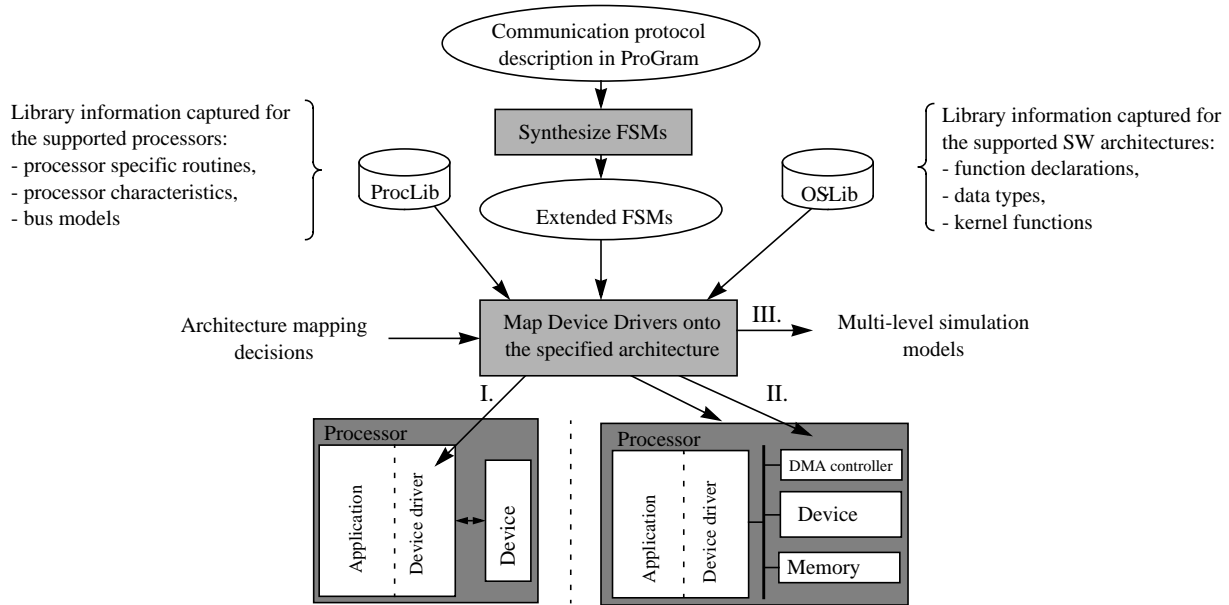 Communication protocol
description in ProGram
Library information captured for
the supported processors:
- processor specific routines,
- processor characteristics,
- bus models
Synthesize FSMs
Library information captured for
the supported SW architectures:
- function declarations,
- data types,
- kernel functions
ProcLib
Extended FSMs
OSLib
Architecture mapping
decisions
Map Device Drivers onto
the specified architecture
III.
Multi-level simulation
models
I.
II.
Processor
Application
Device driver
Device
Processor
Application
Device driver
DMA controller
Device
Memory